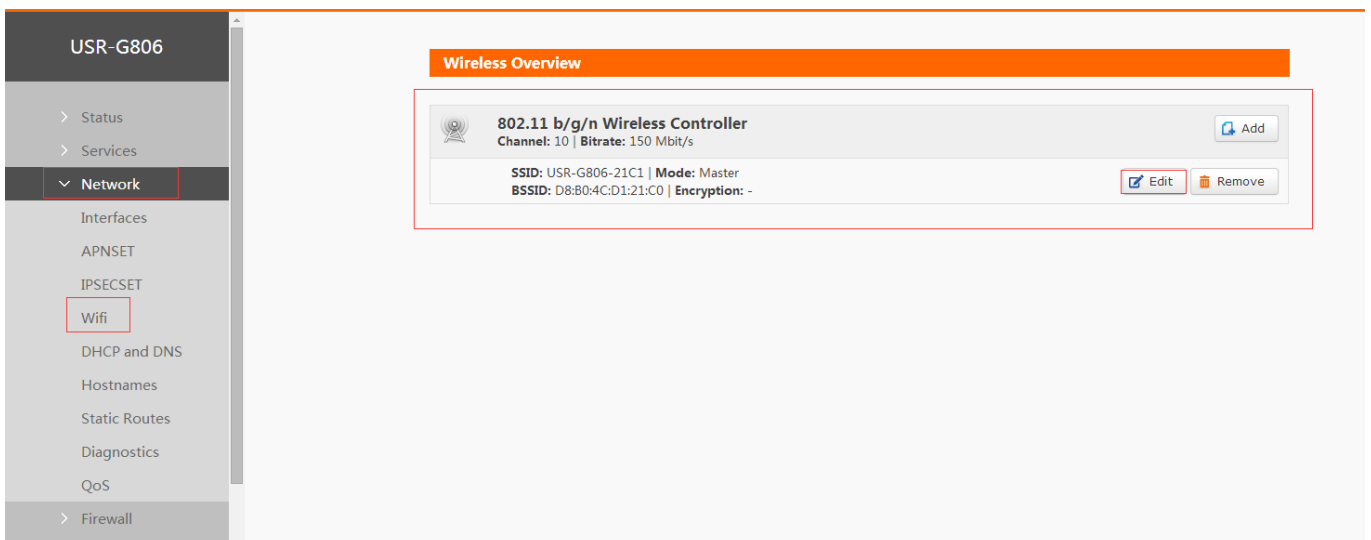 USR-G806
Status
Services
Network
Interfaces
APNSET
IPSECSET
Wifi
DHCP and DNS
Hostnames
Static Routes
Diagnostics
QoS
Firewall
Wireless Overview
802.11 b/g/n Wireless Controller
Channel: 10 | Bitrate: 150 Mbit/s
Add
SSID: USR-G806-21C1 | Mode: Master
BSSID: D8:B0:4C:D1:21:C0 | Encryption: -
Edit
Remove